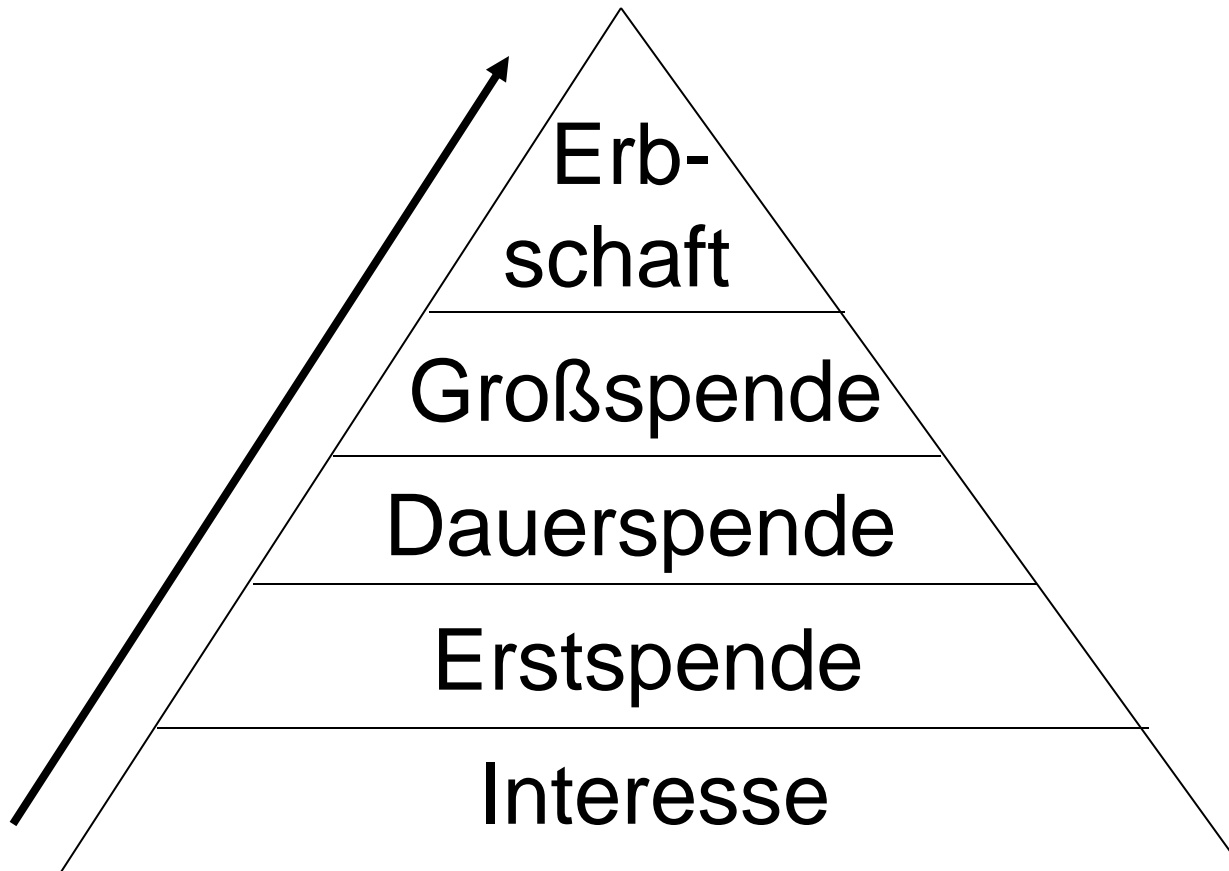 Erb-
schaft
Großspende
Dauerspende
Erstspende
Interesse